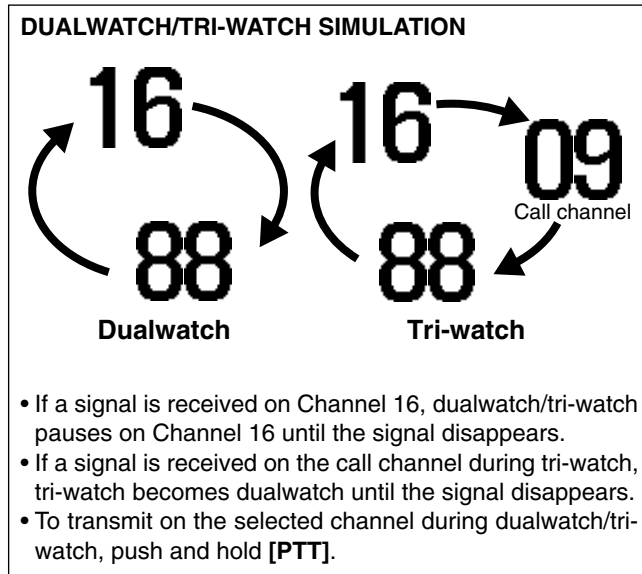 DUALWATCH/TRI-WATCH SIMULATION
16
88
Dualwatch
16
09
Call channel
88
Tri-watch
• If a signal is received on Channel 16, dualwatch/tri-watch
pauses on Channel 16 until the signal disappears.
• If a signal is received on the call channel during tri-watch,
tri-watch becomes dualwatch until the signal disappears.
• To transmit on the selected channel during dualwatch/tri-
watch, push and hold [PTT].